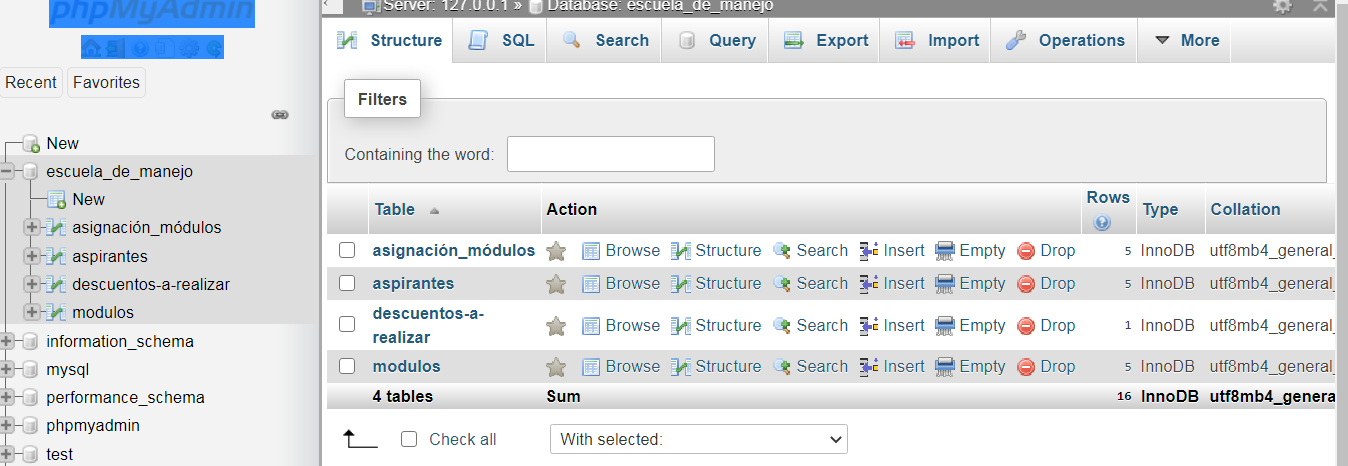 phpMyAdmin
Recent Favorites
New
escuela_de_manejo
New
asignación_módulos
aspirantes
descuentos-a-realizar
modulos
information_schema
mysql
performance_schema
phpmyadmin
test
Server: 127.0.0.1 » Database: escuela_de_manejo
Structure SQL Search Query Export Import Operations More
Filters
Containing the word:
Table Action Rows Type Collation
asignación_módulos Browse Structure Search Insert Empty Drop 5 InnoDB utf8mb4_general_
aspirantes Browse Structure Search Insert Empty Drop 5 InnoDB utf8mb4_general_
descuentos-a-
realizar Browse Structure Search Insert Empty Drop 1 InnoDB utf8mb4_general_
modulos Browse Structure Search Insert Empty Drop 5 InnoDB utf8mb4_general_
4 tables Sum 16 InnoDB utf8mb4_genera
Check all With selected: